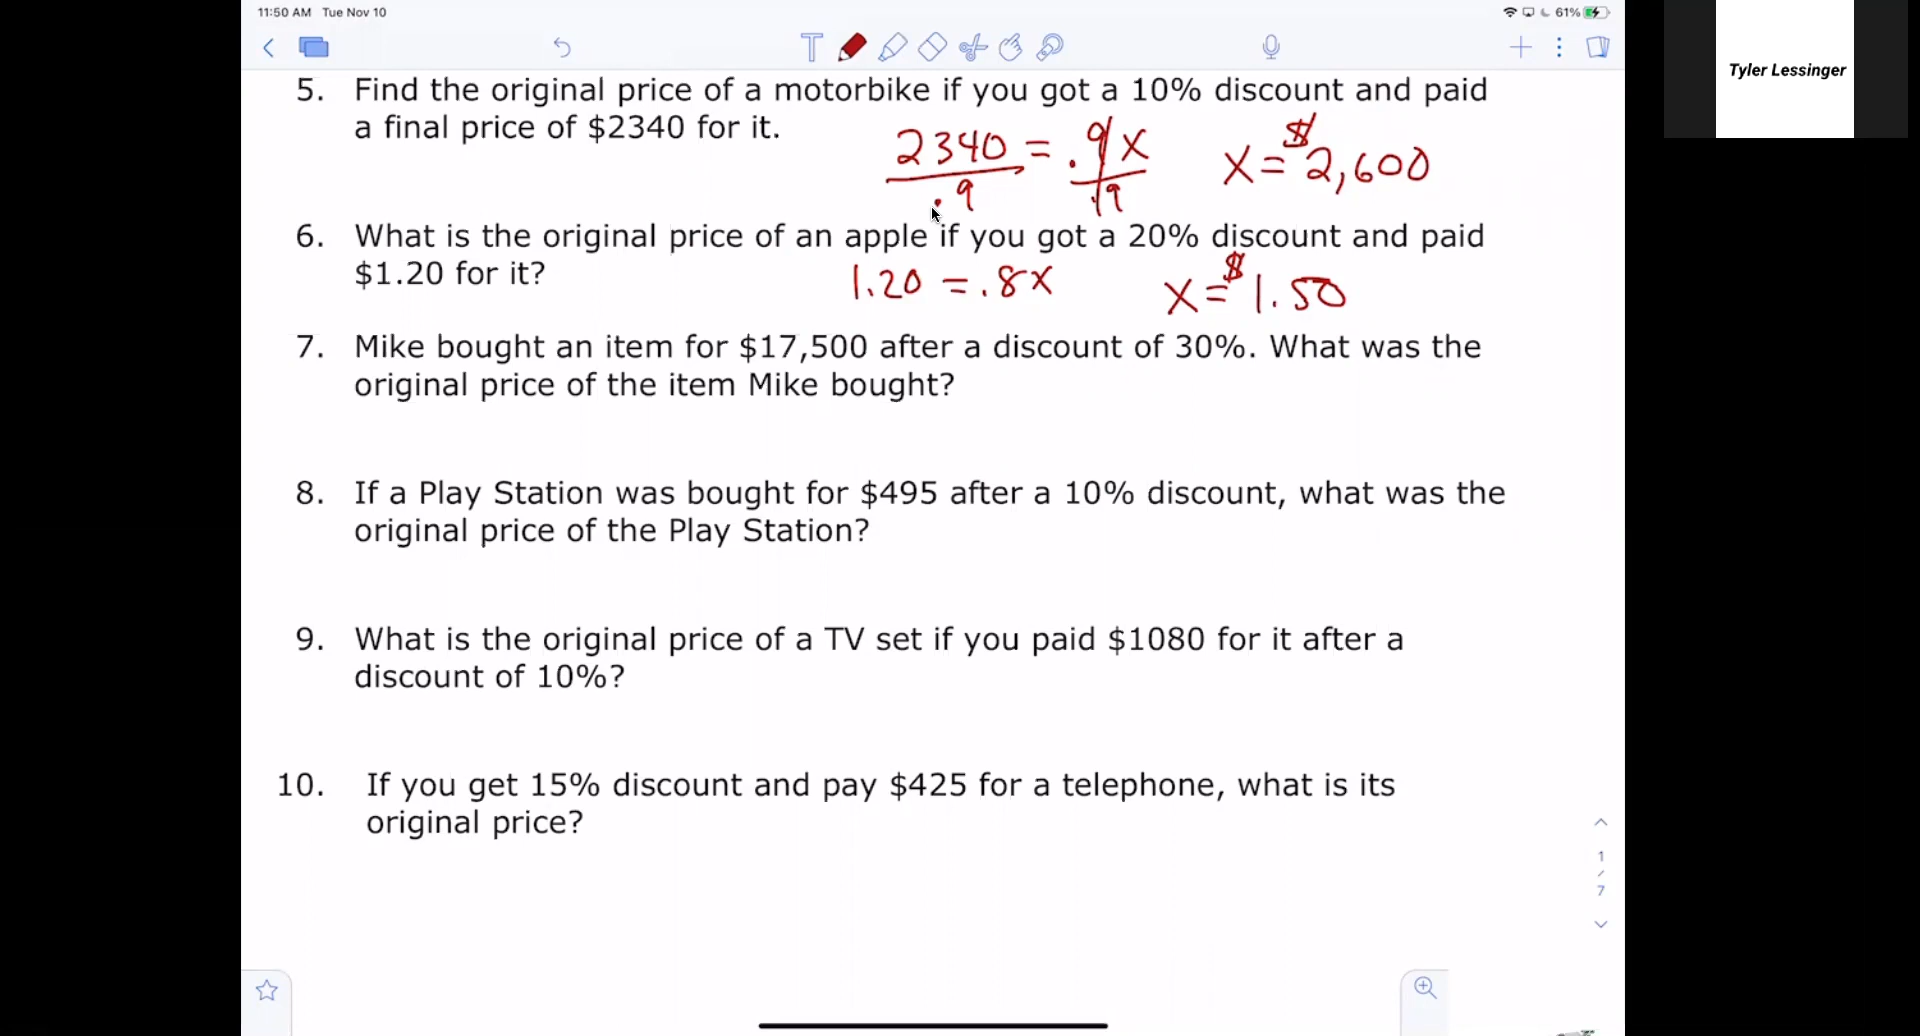 11:50 AM Tue Nov 10
61%
Tyler Lessinger
5. Find the original price of a motorbike if you got a 10% discount and paid
a final price of $2340 for it.
2340 = .9x
.9 .9
x = $2,600
6. What is the original price of an apple if you got a 20% discount and paid
$1.20 for it?
1.20 = .8x
x = $1.50
7. Mike bought an item for $17,500 after a discount of 30%. What was the
original price of the item Mike bought?
8. If a Play Station was bought for $495 after a 10% discount, what was the
original price of the Play Station?
9. What is the original price of a TV set if you paid $1080 for it after a
discount of 10%?
10. If you get 15% discount and pay $425 for a telephone, what is its
original price?
1
/
7